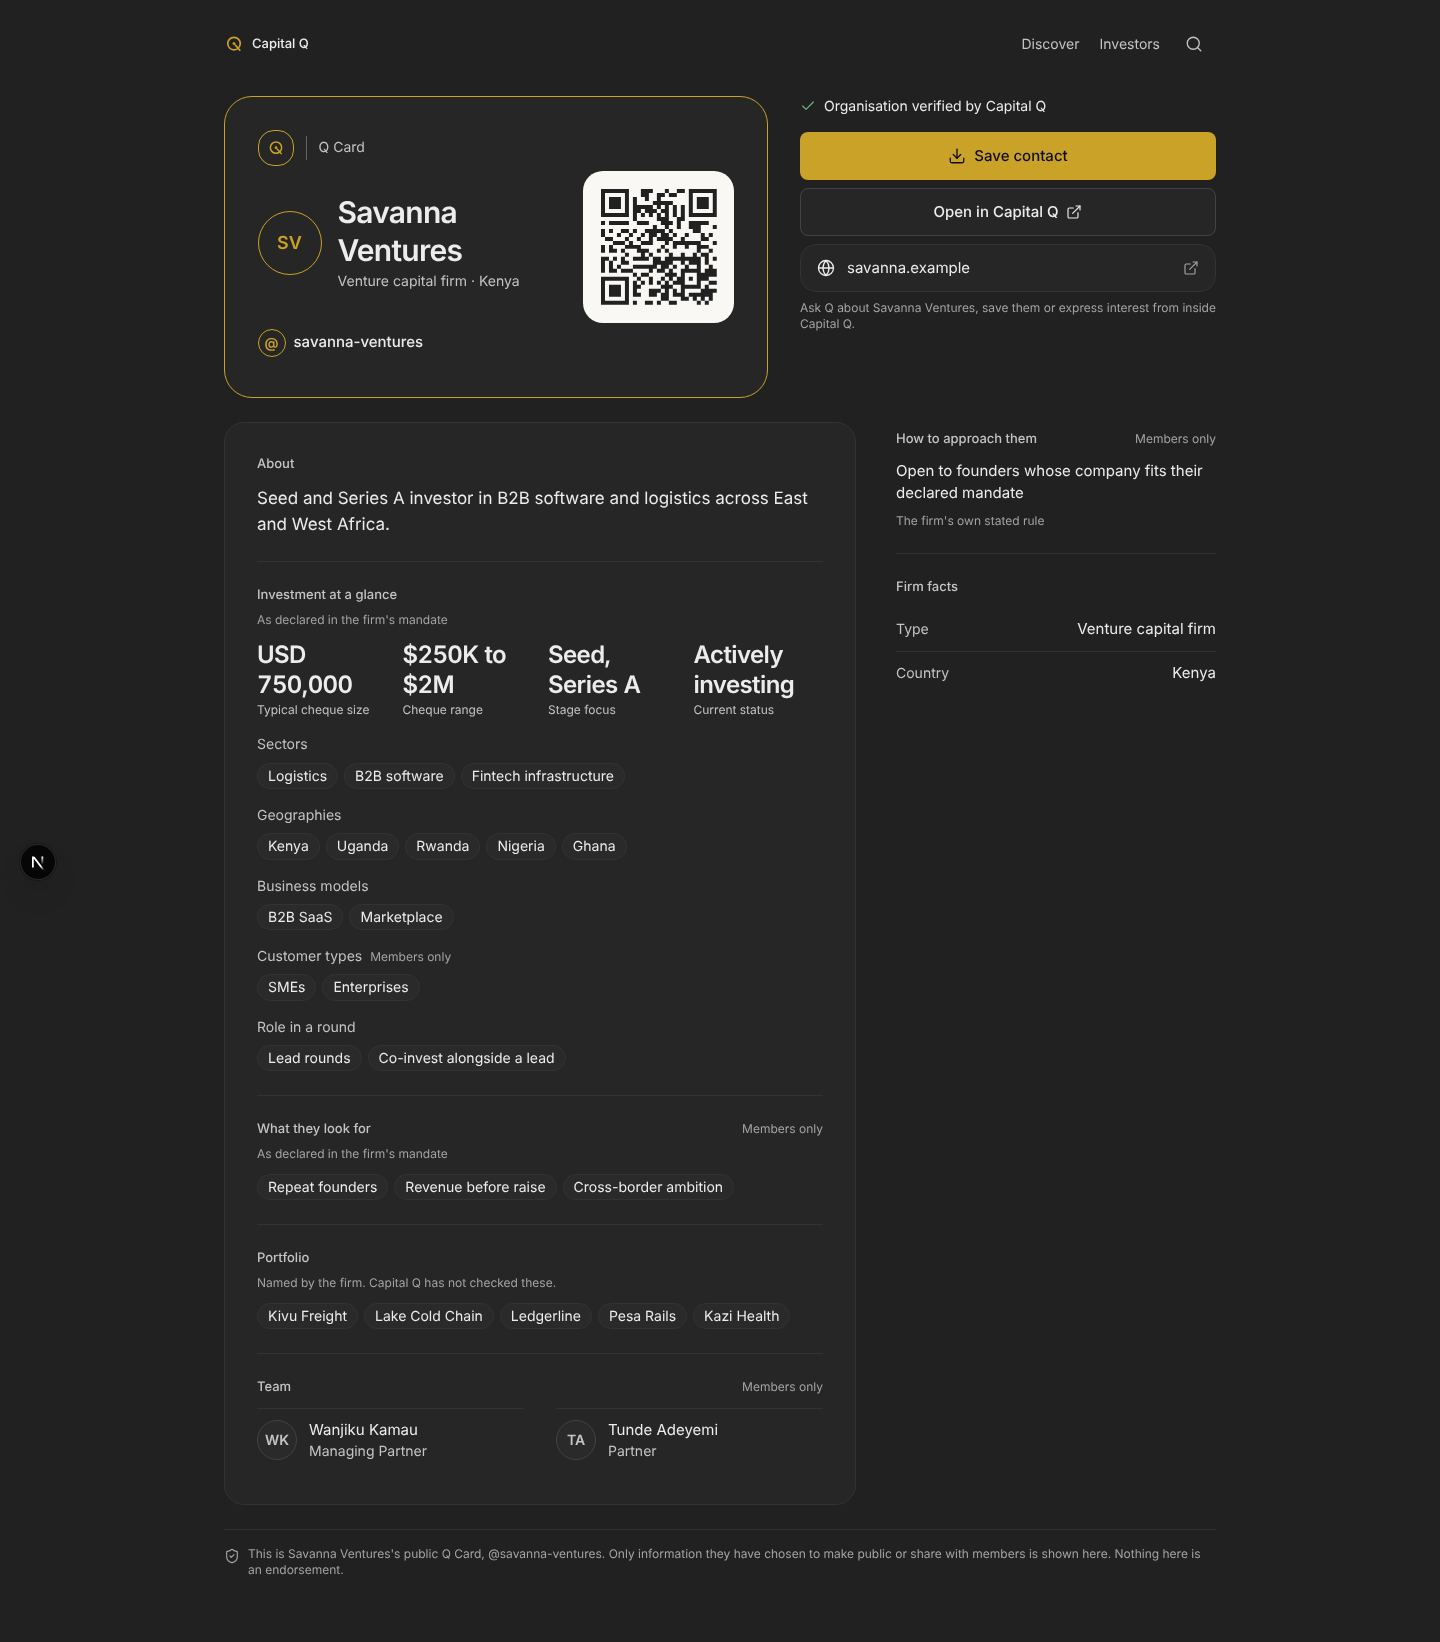 Capital Q
Discover
Investors
Q Card
SV
Savanna
Ventures
Venture capital firm · Kenya
@ savanna-ventures
Organisation verified by Capital Q
Save contact
Open in Capital Q
savanna.example
Ask Q about Savanna Ventures, save them or express interest from inside
Capital Q.
About
Seed and Series A investor in B2B software and logistics across East
and West Africa.
Investment at a glance
As declared in the firm's mandate
USD
750,000
Typical cheque size
$250K to
$2M
Cheque range
Seed,
Series A
Stage focus
Actively
investing
Current status
Sectors
Logistics
B2B software
Fintech infrastructure
Geographies
Kenya
Uganda
Rwanda
Nigeria
Ghana
Business models
B2B SaaS
Marketplace
Customer types Members only
SMEs
Enterprises
Role in a round
Lead rounds
Co-invest alongside a lead
What they look for
Members only
As declared in the firm's mandate
Repeat founders
Revenue before raise
Cross-border ambition
Portfolio
Named by the firm. Capital Q has not checked these.
Kivu Freight
Lake Cold Chain
Ledgerline
Pesa Rails
Kazi Health
Team
Members only
WK
Wanjiku Kamau
Managing Partner
TA
Tunde Adeyemi
Partner
How to approach them
Members only
Open to founders whose company fits their
declared mandate
The firm's own stated rule
Firm facts
Type
Venture capital firm
Country
Kenya
N
This is Savanna Ventures's public Q Card, @savanna-ventures. Only information they have chosen to make public or share with members is shown here. Nothing here is
an endorsement.